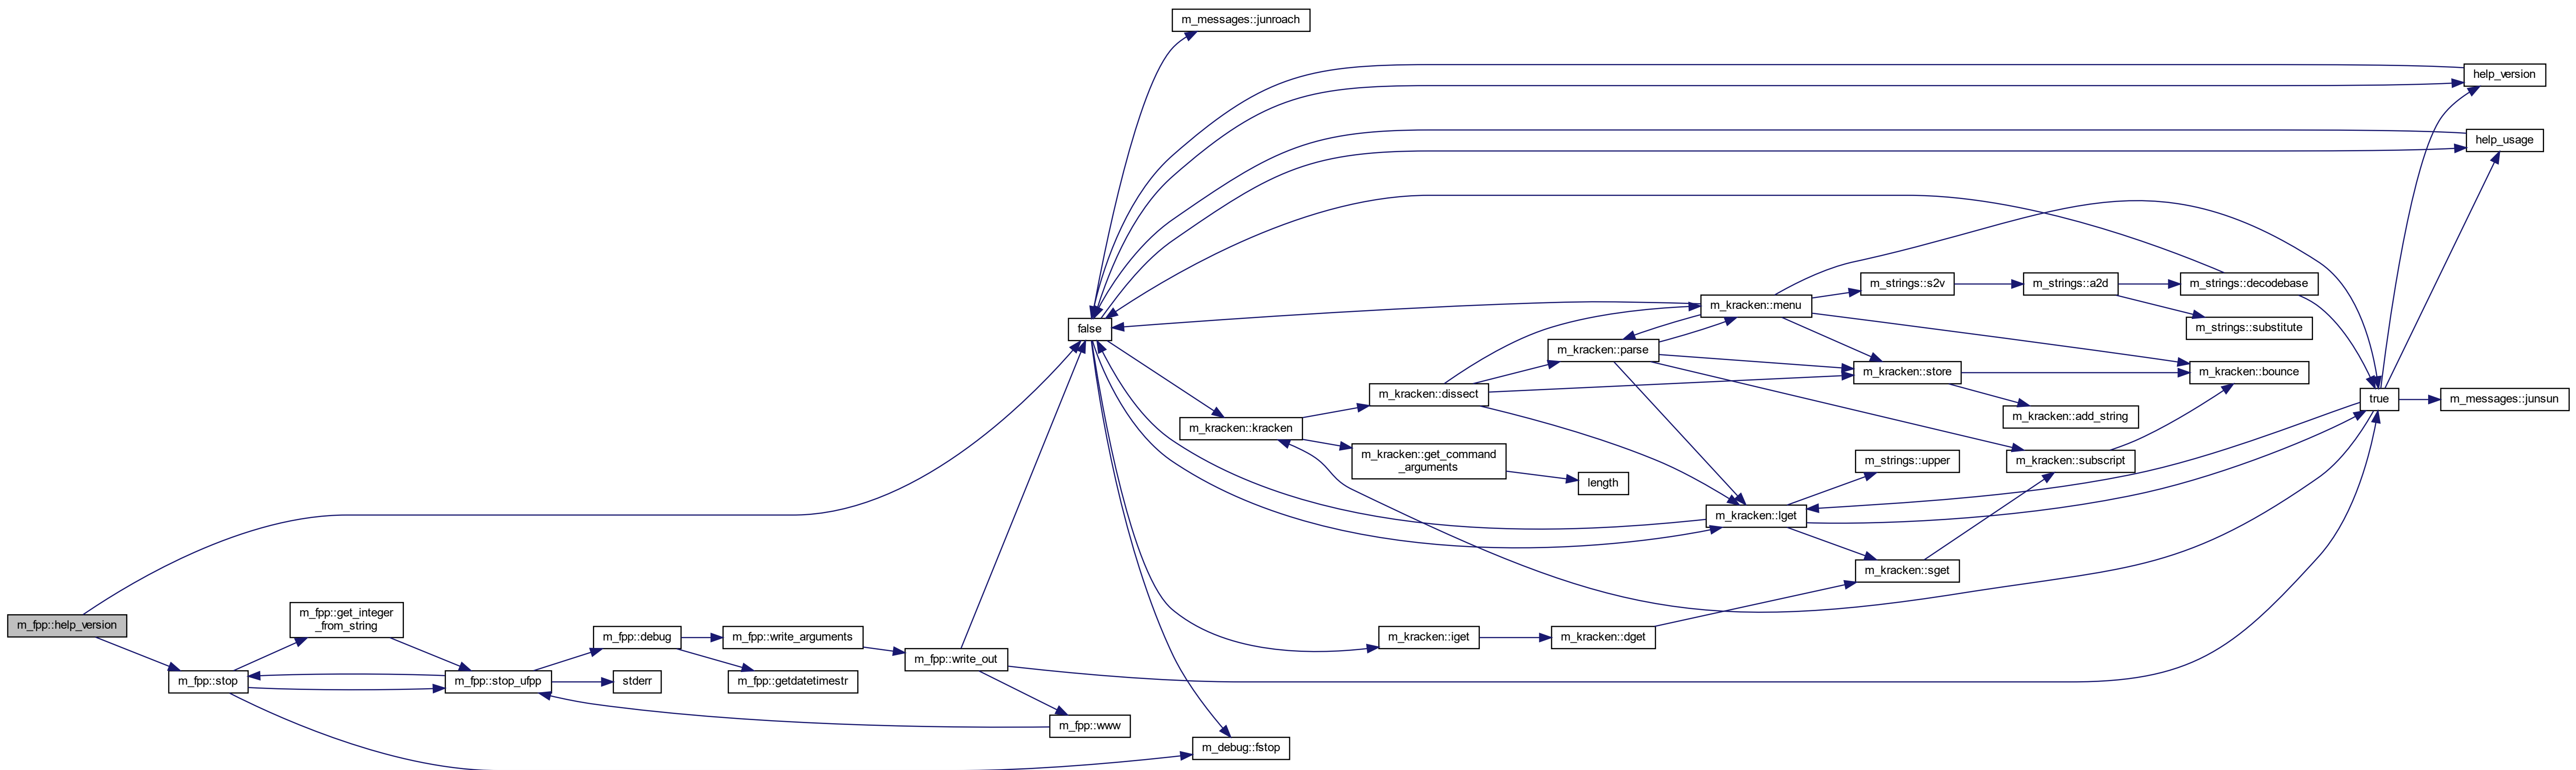 m_messages::junroach
help_version
help_usage
m_strings::s2v
m_strings::a2d
m_strings::decodebase
m_kracken::menu
false
m_strings::substitute
m_kracken::parse
m_kracken::store
m_kracken::bounce
m_kracken::dissect
true
m_messages::junsun
m_kracken::add_string
m_kracken::kracken
m_kracken::get_command
_arguments
m_strings::upper
m_kracken::subscript
length
m_kracken::lget
m_kracken::sget
m_fpp::help_version
m_fpp::get_integer
_from_string
m_fpp::debug
m_fpp::write_arguments
m_kracken::iget
m_kracken::dget
m_fpp::write_out
m_fpp::stop
m_fpp::stop_ufpp
stderr
m_fpp::getdatetimestr
m_fpp::www
m_debug::fstop